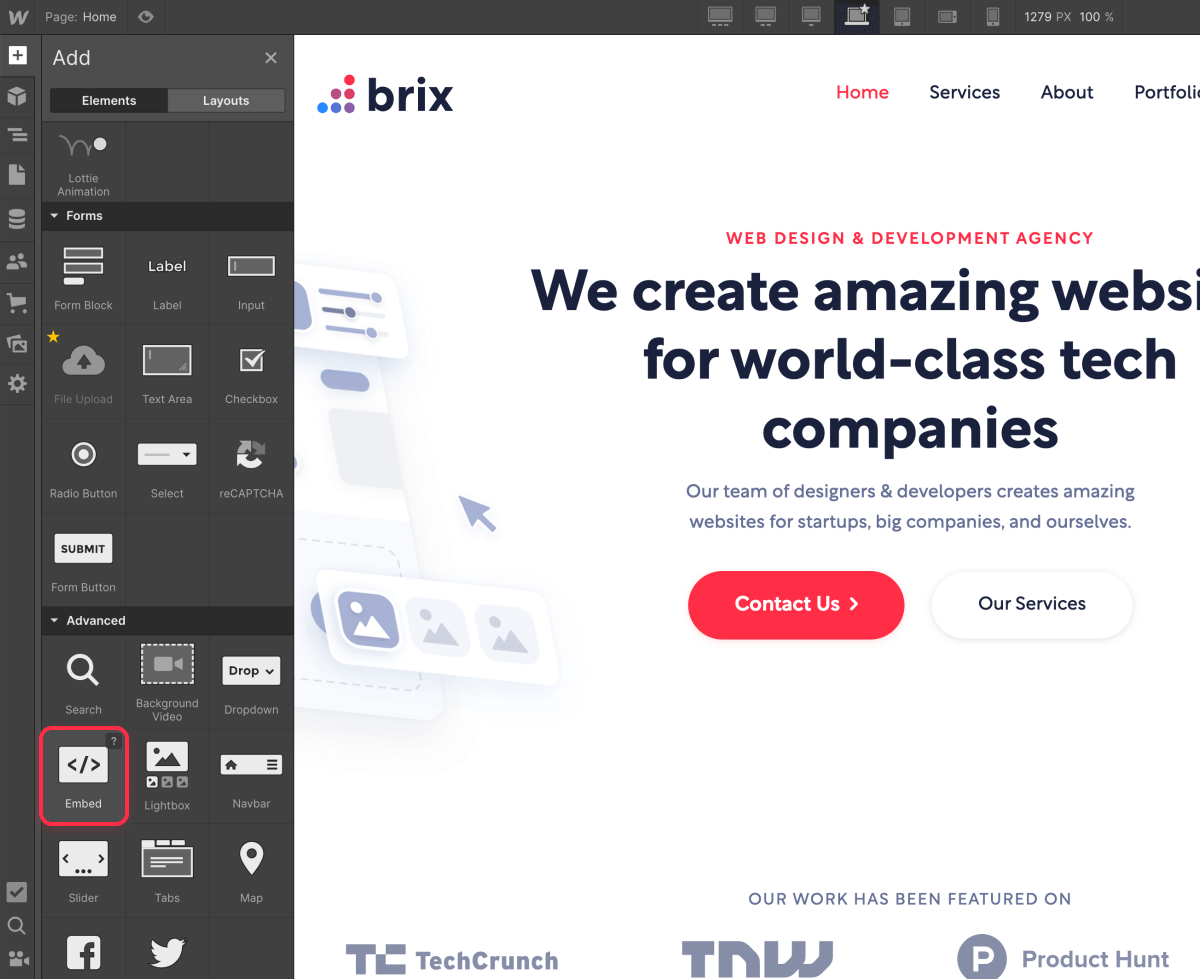 Page: Home
1279 PX 100 %
Add
Elements
Layouts
Lottie
Animation
Forms
Form Block
Label
Label
Input
File Upload
Text Area
Checkbox
Radio Button
Select
reCAPTCHA
SUBMIT
Form Button
Advanced
Search
Background
Video
Drop
Dropdown
?
</>
Embed
Lightbox
Navbar
Slider
Tabs
Map
brix
Home
Services
About
WEB DESIGN & DEVELOPMENT AGENCY
We create amazing
for world-class tech
companies
Our team of designers & developers creates amazing
websites for startups, big companies, and ourselves.
Contact Us
Our Services
OUR WORK HAS BEEN FEATURED ON
TC TechCrunch
TNW
P Product Hunt